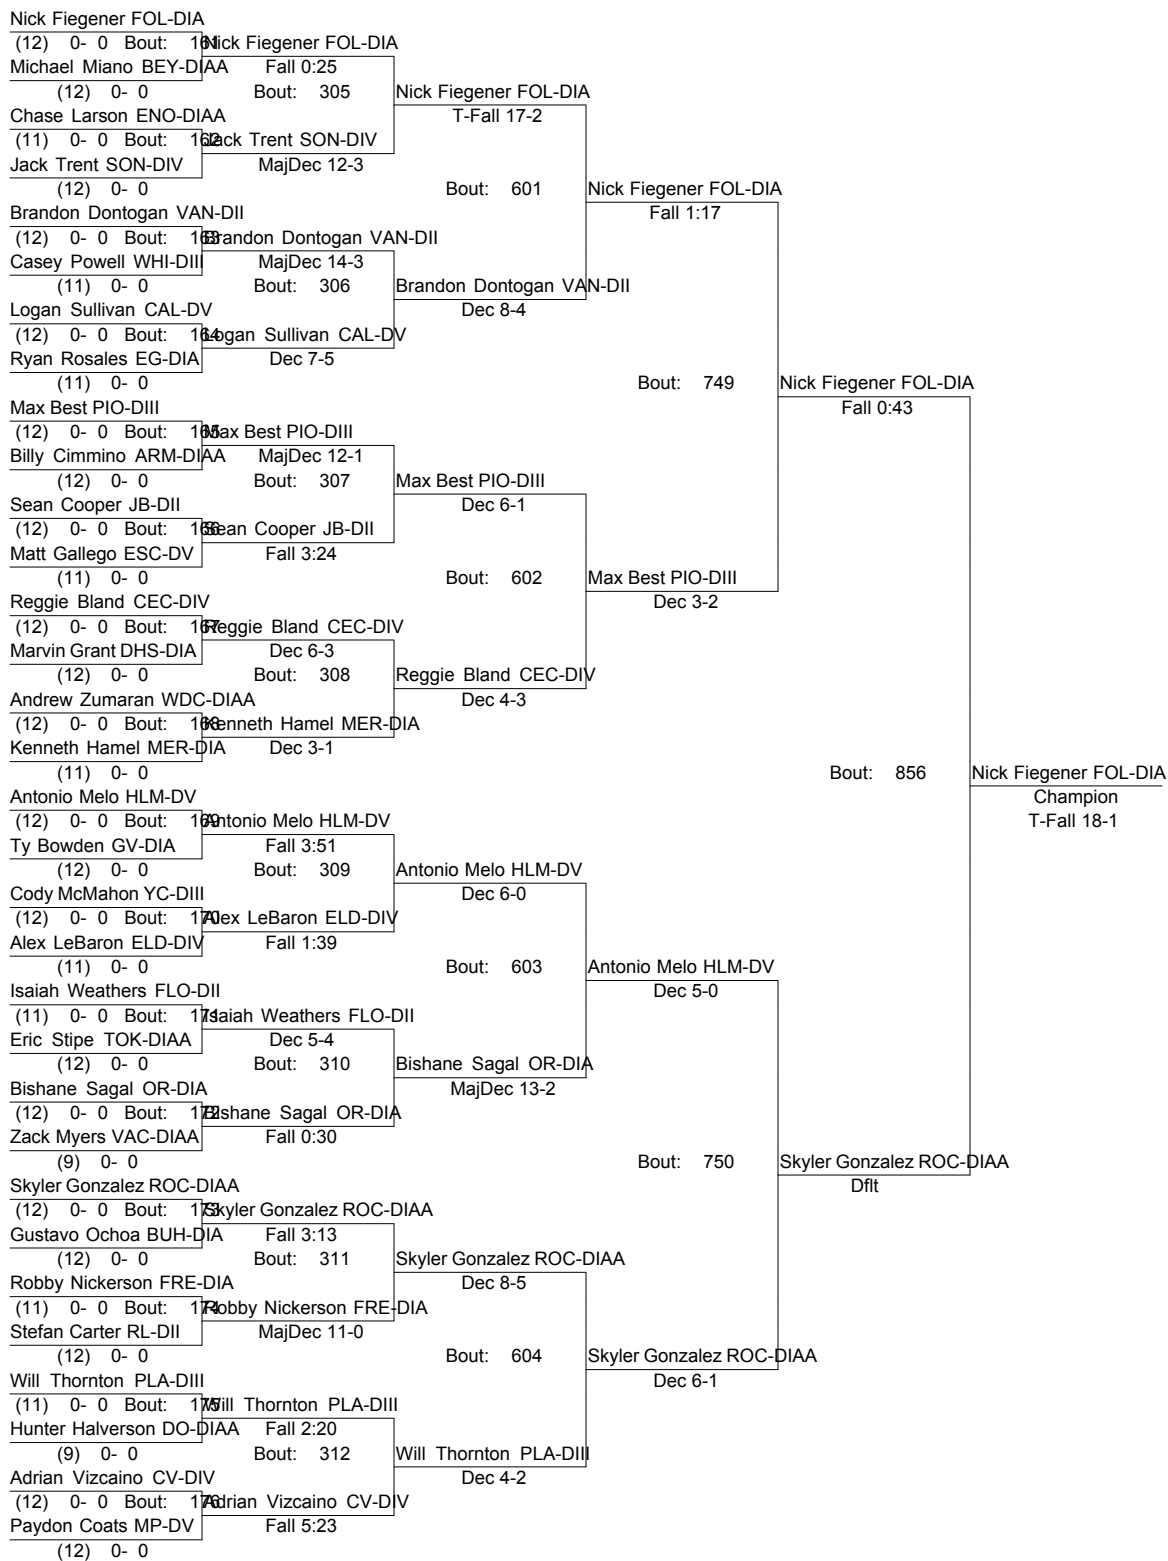 Nick Fiegener FOL-DIA
(12) 0- 0 Bout: 161 Nick Fiegener FOL-DIA
Michael Miano BEY-DIAA Fall 0:25
(12) 0- 0 Bout: 305 Nick Fiegener FOL-DIA
Chase Larson ENO-DIAA T-Fall 17-2
(11) 0- 0 Bout: 162 Jack Trent SON-DIV
Jack Trent SON-DIV MajDec 12-3
(12) 0- 0 Bout: 601 Nick Fiegener FOL-DIA
Brandon Dontogan VAN-DII Fall 1:17
(12) 0- 0 Bout: 163 Brandon Dontogan VAN-DII
Casey Powell WHI-DIII MajDec 14-3
(11) 0- 0 Bout: 306 Brandon Dontogan VAN-DII
Logan Sullivan CAL-DV Dec 8-4
(12) 0- 0 Bout: 164 Logan Sullivan CAL-DV
Ryan Rosales EG-DIA Dec 7-5
(11) 0- 0 Bout: 749 Nick Fiegener FOL-DIA
Max Best PIO-DIII Fall 0:43
(12) 0- 0 Bout: 165 Max Best PIO-DIII
Billy Cimmino ARM-DIAA MajDec 12-1
(12) 0- 0 Bout: 307 Max Best PIO-DIII
Sean Cooper JB-DII Dec 6-1
(12) 0- 0 Bout: 166 Sean Cooper JB-DII
Matt Gallego ESC-DV Fall 3:24
(11) 0- 0 Bout: 602 Max Best PIO-DIII
Reggie Bland CEC-DIV Dec 3-2
(12) 0- 0 Bout: 167 Reggie Bland CEC-DIV
Marvin Grant DHS-DIA Dec 6-3
(12) 0- 0 Bout: 308 Reggie Bland CEC-DIV
Andrew Zumaran WDC-DIAA Dec 4-3
(12) 0- 0 Bout: 168 Kenneth Hamel MER-DIA
Kenneth Hamel MER-DIA Dec 3-1
(11) 0- 0 Bout: 856 Nick Fiegener FOL-DIA
Antonio Melo HLM-DV Champion
(12) 0- 0 Bout: 169 Antonio Melo HLM-DV T-Fall 18-1
Ty Bowden GV-DIA Fall 3:51
(12) 0- 0 Bout: 309 Antonio Melo HLM-DV
Cody McMahon YC-DIII Dec 6-0
(12) 0- 0 Bout: 170 Alex LeBaron ELD-DIV
Alex LeBaron ELD-DIV Fall 1:39
(11) 0- 0 Bout: 603 Antonio Melo HLM-DV
Isaiah Weathers FLO-DII Dec 5-0
(11) 0- 0 Bout: 171 Isaiah Weathers FLO-DII
Eric Stipe TOK-DIAA Dec 5-4
(12) 0- 0 Bout: 310 Bishane Sagal OR-DIA
Bishane Sagal OR-DIA MajDec 13-2
(12) 0- 0 Bout: 172 Bishane Sagal OR-DIA
Zack Myers VAC-DIAA Fall 0:30
(9) 0- 0 Bout: 750 Skyler Gonzalez ROC-DIAA
Skyler Gonzalez ROC-DIAA Dflt
(12) 0- 0 Bout: 173 Skyler Gonzalez ROC-DIAA
Gustavo Ochoa BUH-DIA Fall 3:13
(12) 0- 0 Bout: 311 Skyler Gonzalez ROC-DIAA
Robby Nickerson FRE-DIA Dec 8-5
(11) 0- 0 Bout: 174 Robby Nickerson FRE-DIA
Stefan Carter RL-DII MajDec 11-0
(12) 0- 0 Bout: 604 Skyler Gonzalez ROC-DIAA
Will Thornton PLA-DIII Dec 6-1
(11) 0- 0 Bout: 175 Will Thornton PLA-DIII
Hunter Halverson DO-DIAA Fall 2:20
(9) 0- 0 Bout: 312 Will Thornton PLA-DIII
Adrian Vizcaino CV-DIV Dec 4-2
(12) 0- 0 Bout: 176 Adrian Vizcaino CV-DIV
Paydon Coats MP-DV Fall 5:23
(12) 0- 0